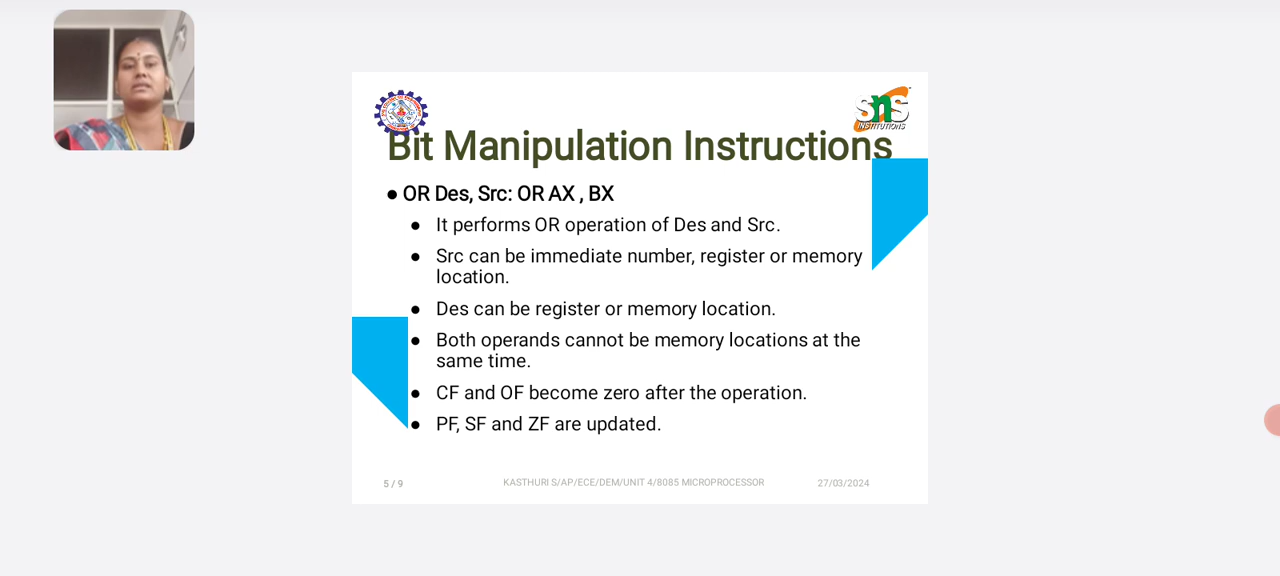 SNS
INSTITUTIONS
Bit Manipulation Instructions
● OR Des, Src: OR AX , BX
● It performs OR operation of Des and Src.
● Src can be immediate number, register or memory
location.
● Des can be register or memory location.
● Both operands cannot be memory locations at the
same time.
● CF and OF become zero after the operation.
● PF, SF and ZF are updated.
5 / 9
KASTHURI S/AP/ECE/DEM/UNIT 4/8085 MICROPROCESSOR
27/03/2024